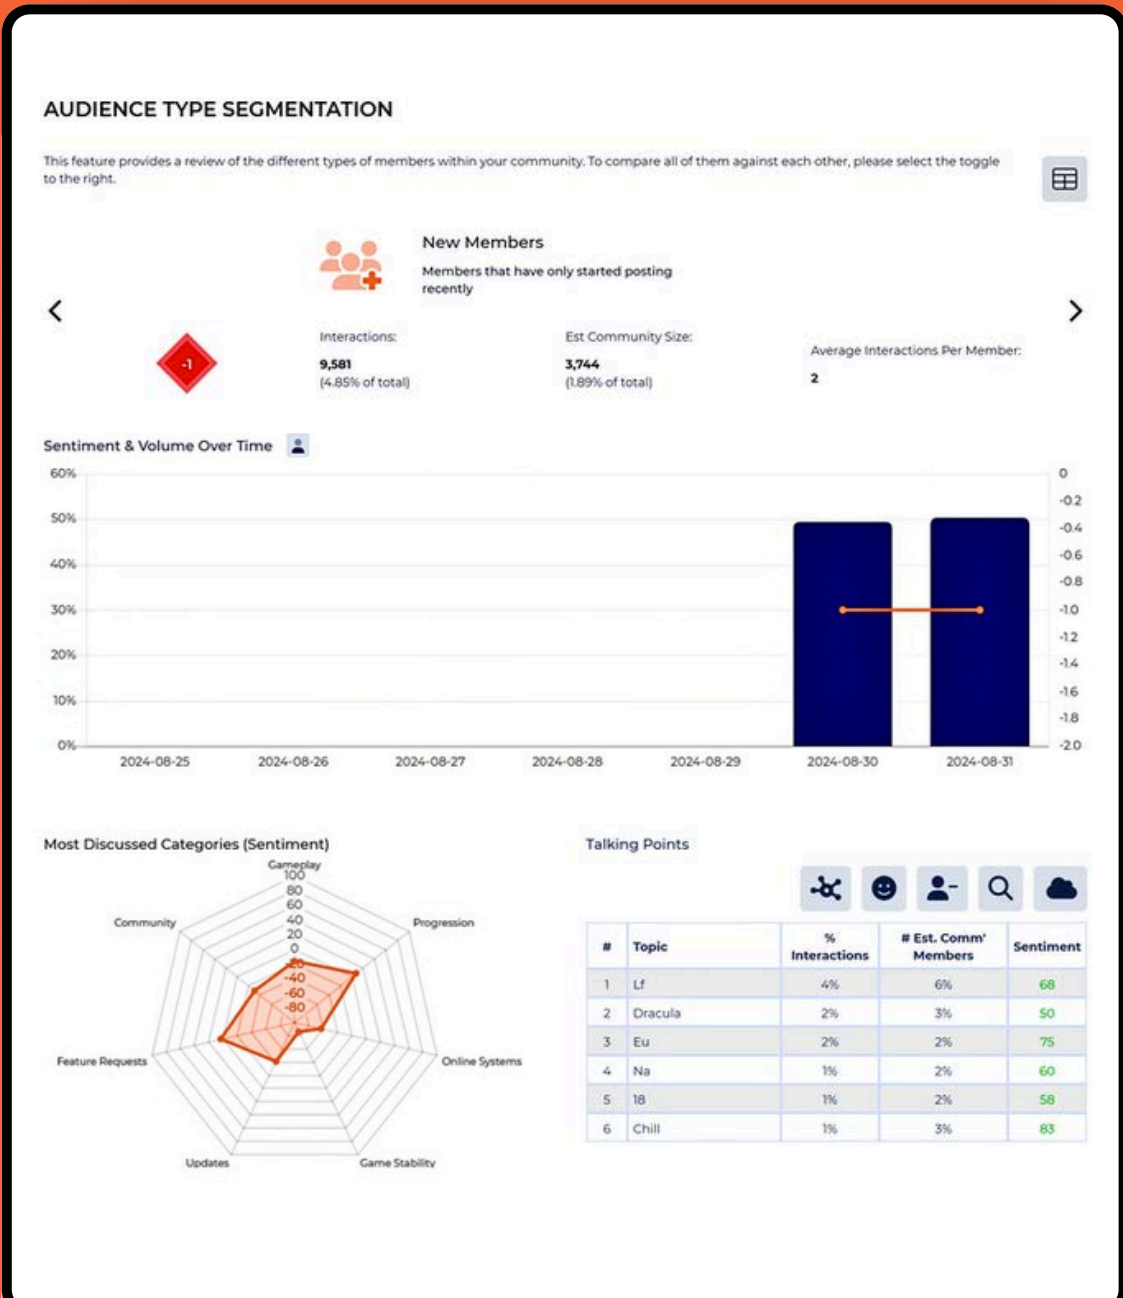 AUDIENCE TYPE SEGMENTATION
This feature provides a review of the different types of members within your community. To compare all of them against each other, please select the toggle
to the right.
New Members
Members that have only started posting
recently
-1
Interactions:
9,581
(4.85% of total)
Est Community Size:
3,744
(1.89% of total)
Average Interactions Per Member:
2
Sentiment & Volume Over Time
60%
50%
40%
30%
20%
10%
0%
0
-0.2
-0.4
-0.6
-0.8
-1.0
-1.2
-1.4
-1.6
-1.8
-2.0
2024-08-25
2024-08-26
2024-08-27
2024-08-28
2024-08-29
2024-08-30
2024-08-31
Most Discussed Categories (Sentiment)
Gameplay
100
80
60
40
20
0
-20
-40
-60
-80
Progression
Online Systems
Game Stability
Updates
Feature Requests
Community
Talking Points
# Topic % Interactions # Est. Comm' Members Sentiment
1 Lf 4% 6% 68
2 Dracula 2% 3% 50
3 Eu 2% 2% 75
4 Na 1% 2% 60
5 18 1% 2% 58
6 Chill 1% 3% 83